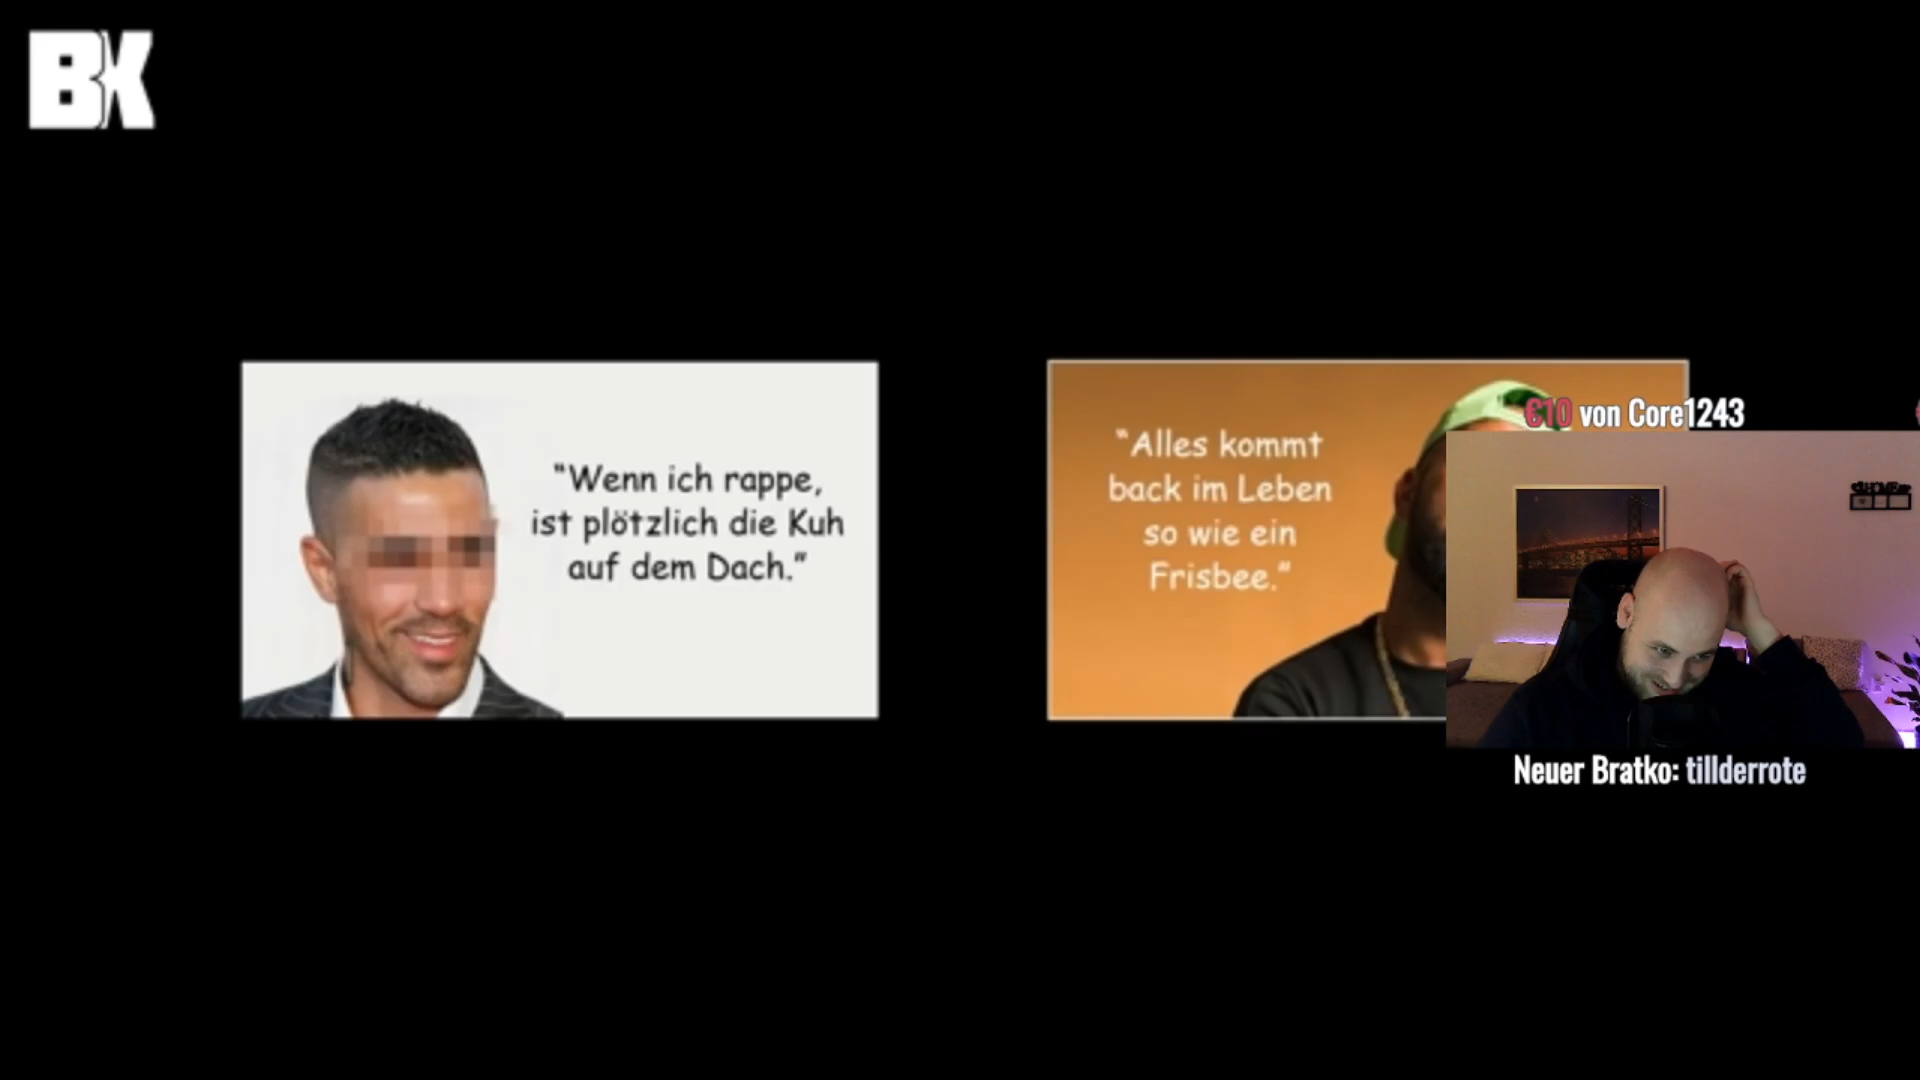 BK
“Wenn ich rappe,
ist plötzlich die Kuh
auf dem Dach.”
“Alles kommt
back im Leben
so wie ein
Frisbee.”
€10 von Core1243
Neuer Bratko: tillderrote